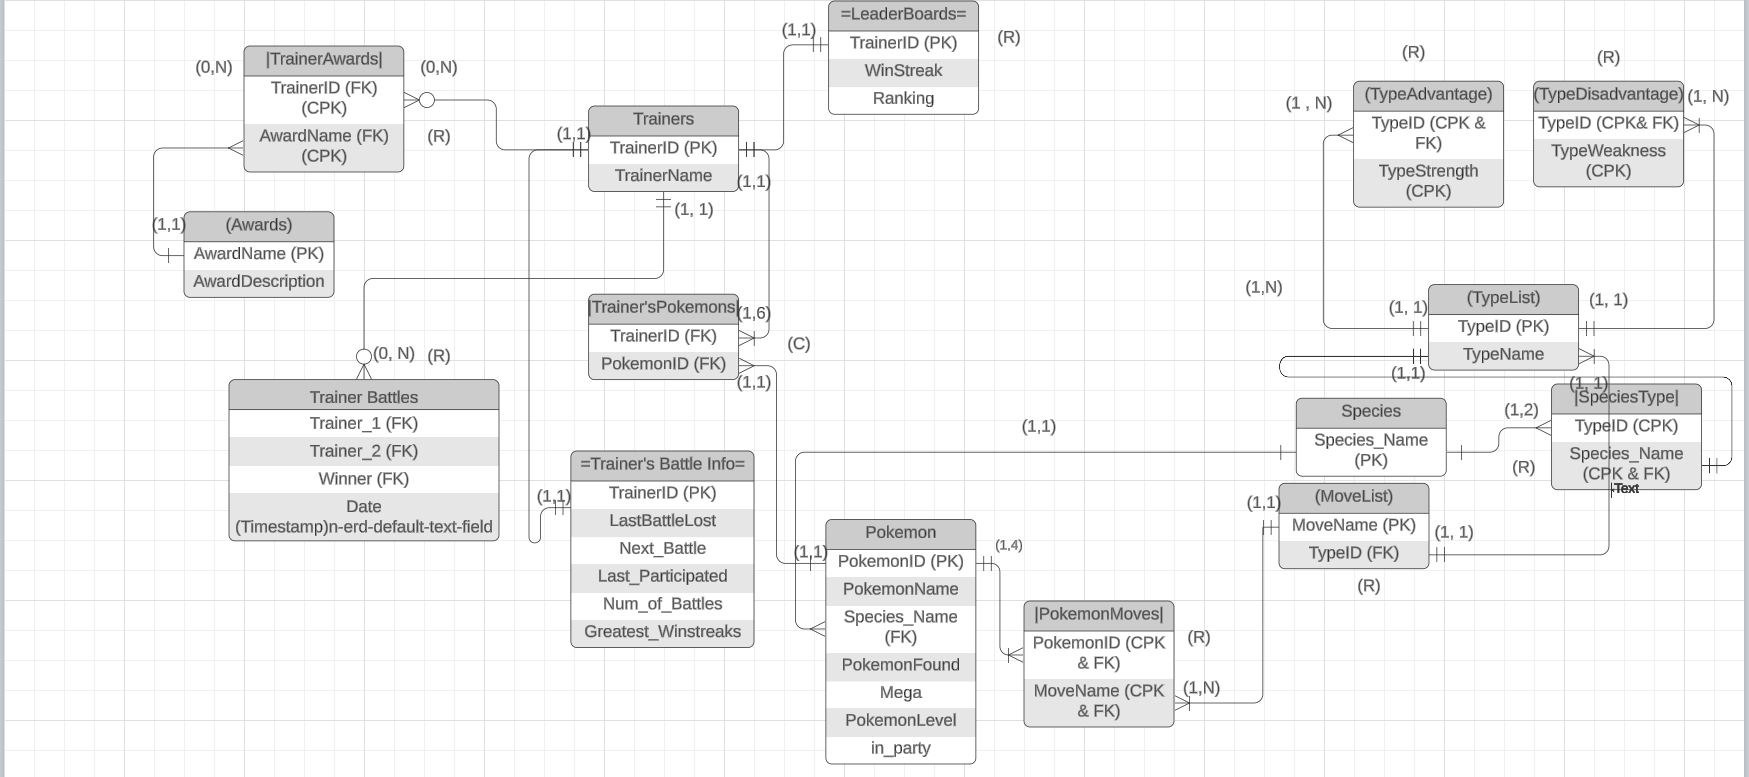 =LeaderBoards=
TrainerID (PK)
WinStreak
Ranking
(1,1)
(R)
|TrainerAwards|
TrainerID (FK)
(CPK)
AwardName (FK)
(CPK)
(0,N)
(0,N)
(R)
Trainers
TrainerID (PK)
TrainerName
(1,1)
(1,1)
(1, 1)
(1,1)
(Awards)
AwardName (PK)
AwardDescription
|Trainer'sPokemons|
TrainerID (FK)
PokemonID (FK)
(1,6)
(C)
(1,1)
(0, N)
(R)
Trainer Battles
Trainer_1 (FK)
Trainer_2 (FK)
Winner (FK)
Date
(Timestamp)n-erd-default-text-field
=Trainer's Battle Info=
TrainerID (PK)
LastBattleLost
Next_Battle
Last_Participated
Num_of_Battles
Greatest_Winstreaks
(1,1)
(R)
(1 , N)
(TypeAdvantage)
TypeID (CPK &
FK)
TypeStrength
(CPK)
(R)
(TypeDisadvantage)
TypeID (CPK& FK)
TypeWeakness
(CPK)
(1, N)
(1,N)
(1, 1)
(TypeList)
TypeID (PK)
TypeName
(1, 1)
(1,1)
(1, 1)
Species
Species_Name
(PK)
(1,1)
(1,2)
(R)
|SpeciesType|
TypeID (CPK)
Species_Name
(CPK & FK)
Text
(1,1)
(MoveList)
MoveName (PK)
TypeID (FK)
(1, 1)
(R)
(1,1)
Pokemon
PokemonID (PK)
PokemonName
Species_Name
(FK)
PokemonFound
Mega
PokemonLevel
in_party
(1,4)
|PokemonMoves|
PokemonID (CPK
& FK)
MoveName (CPK
& FK)
(R)
(1,N)